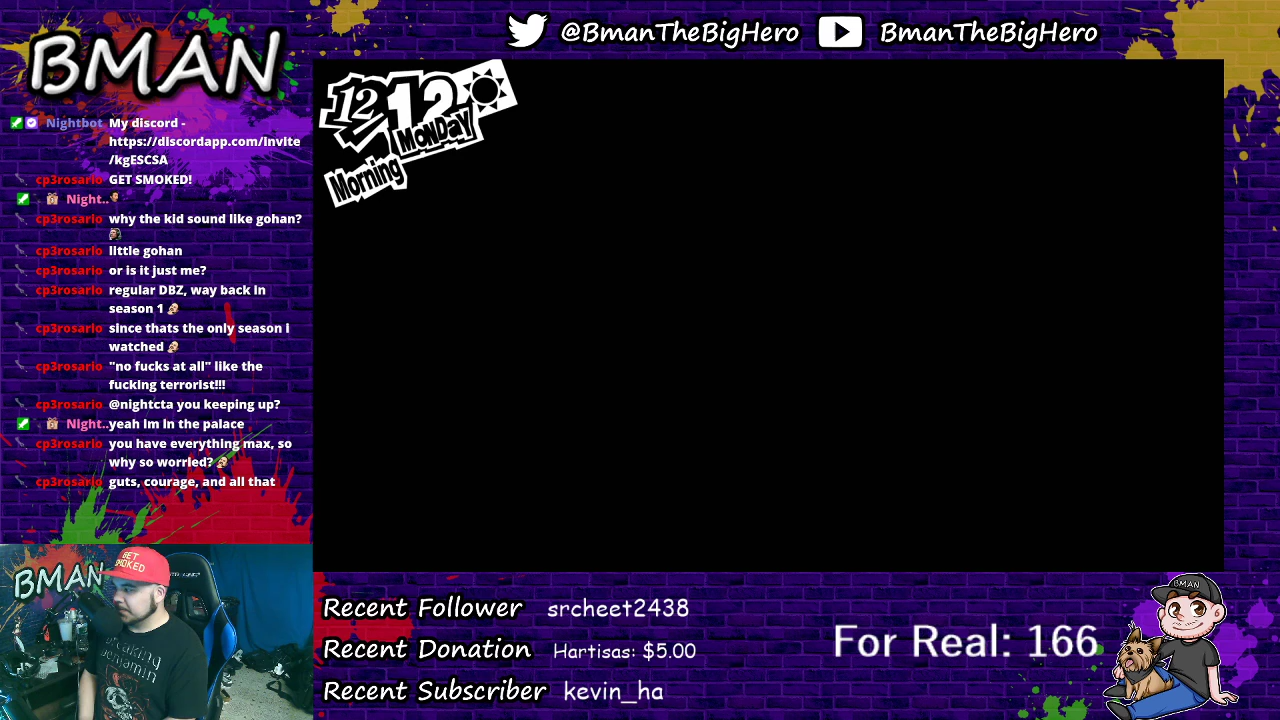 BMAN
@BmanTheBigHero
BmanTheBigHero
12 12
MONDAY
Morning
Nightbot My discord -
https://discordapp.com/invite
/kgESCSA
cp3rosario GET SMOKED!
Night..
cp3rosario why the kid sound like gohan?
cp3rosario little gohan
cp3rosario or is it just me?
cp3rosario regular DBZ, way back in
season 1
cp3rosario since thats the only season i
watched
cp3rosario "no fucks at all" like the
fucking terrorist!!!
cp3rosario @nightcta you keeping up?
Night.. yeah im in the palace
cp3rosario you have everything max, so
why so worried?
cp3rosario guts, courage, and all that
BMAN
GET
SMOKED
Breaking
Benjamin
Recent Follower srcheet2438
Recent Donation Hartisas: $5.00
Recent Subscriber kevin_ha
For Real: 166
BMAN